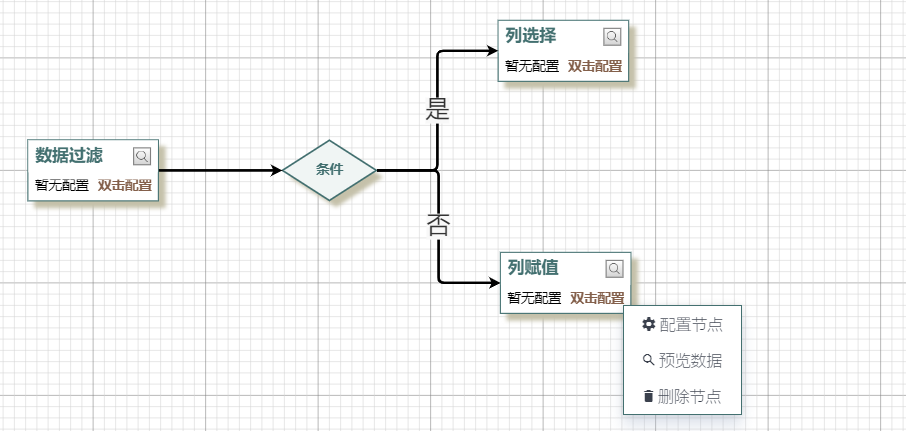 列选择
暂无配置 双击配置
是
数据过滤
暂无配置 双击配置
条件
否
列赋值
暂无配置 双击配置
配置节点
预览数据
删除节点